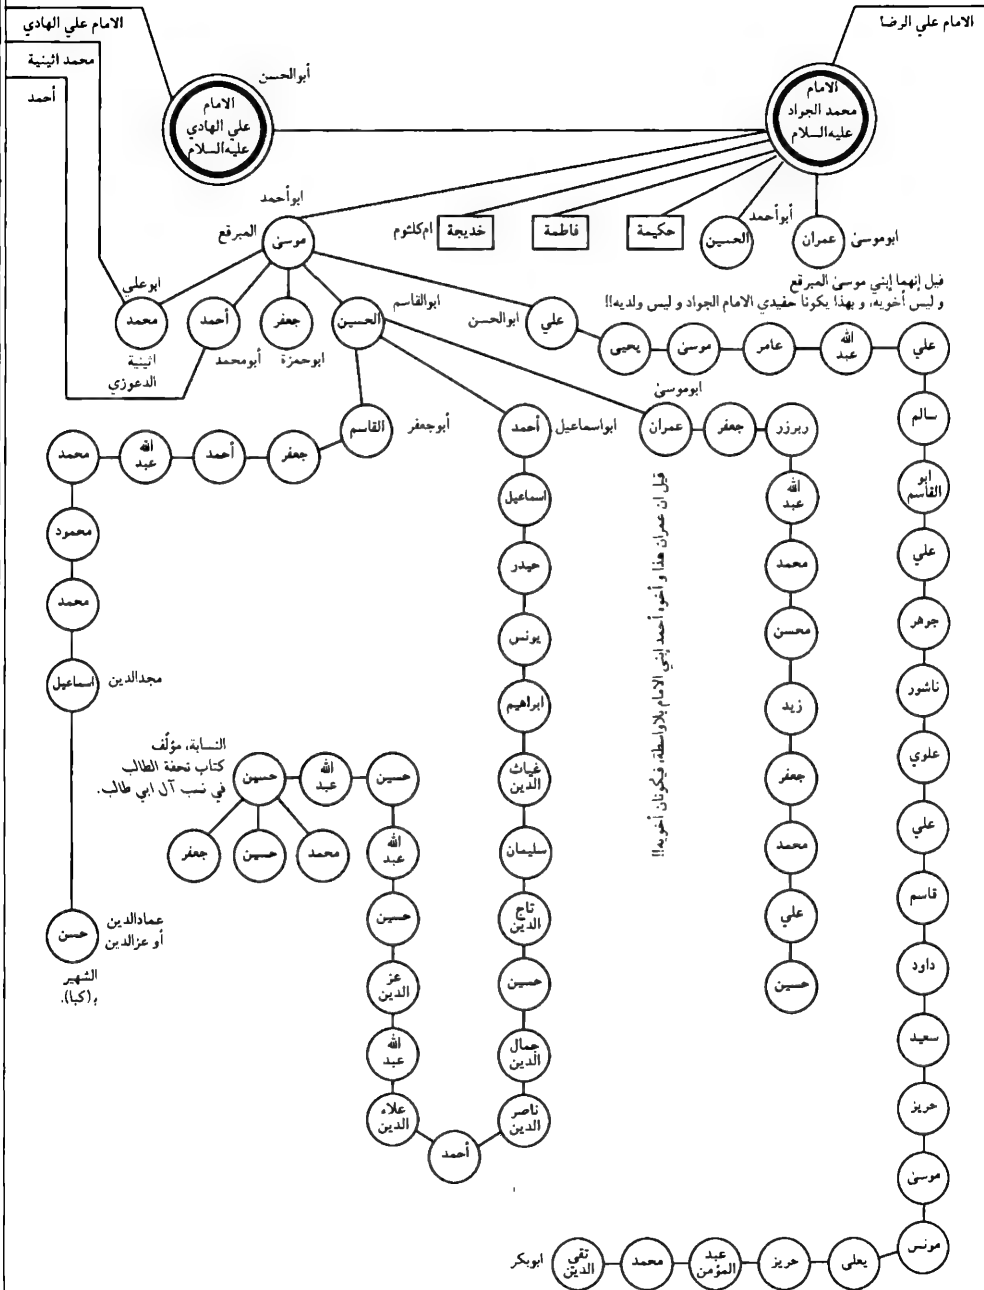 الامام علي الرضا
الامام علي الهادي
محمد اثينية
أحمد
الامام
محمد الجواد
عليه السلام
أبوالحسن
الامام
علي الهادي
عليه السلام
ابوموسىٰ
عمران
أبوأحمد
الحسين
حكيمة
فاطمة
خديجة
ام كلثوم
ابوأحمد
موسىٰ
المبرقع
قيل إنهما إبني موسىٰ المبرقع
و ليس أخويه، و بهذا يكونا حفيدي الامام الجواد و ليس ولديه!!
علي
ابوالحسن
ابوالقاسم
الحسين
جعفر
ابوحمزة
أحمد
أبومحمد
ابوعلي
محمد
اثينية
الدعوزي
يحيى
موسىٰ
عامر
عبد
الله
علي
سالم
ابو
القاسم
علي
جوهر
ناشور
علوي
علي
قاسم
داود
سعيد
حريز
موسىٰ
مونس
يعلى
حريز
عبد
المؤمن
محمد
تقي
الدين
ابوبكر
ابوموسىٰ
عمران
جعفر
ربرزر
عبد
الله
محمد
محسن
زيد
جعفر
محمد
علي
حسين
قيل ان عمران هذا و أخوه أحمد إبني الامام بلاواسطة، فيكونان أخويه!!
ابواسماعيل
أحمد
اسماعيل
حيدر
يونس
ابراهيم
غياث
الدين
سليمان
تاج
الدين
حسين
جمال
الدين
ناصر
الدين
أحمد
علاء
الدين
عبد
الله
عز
الدين
حسين
عبد
الله
حسين
عبد
الله
حسين
النسابة، مؤلّف
كتاب تحفة الطالب
في نسب آل ابي طالب.
محمد
حسين
جعفر
أبوجعفر
القاسم
جعفر
أحمد
عبد
الله
محمد
محمود
محمد
مجدالدين
اسماعيل
عمادالدين
أو عزالدين
حسن
الشهير
بـ (كيا).